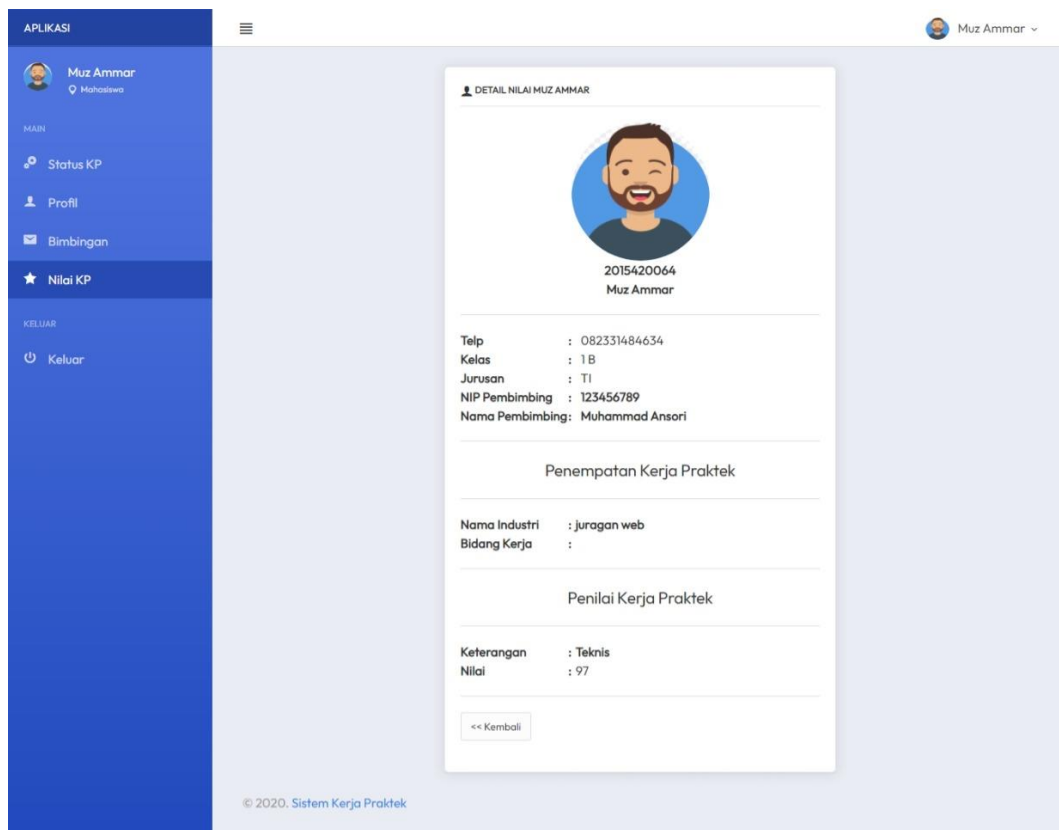 APLIKASI
Muz Ammar
Muz Ammar
Mahasiswa
MAIN
Status KP
Profil
Bimbingan
Nilai KP
KELUAR
Keluar
DETAIL NILAI MUZ AMMAR
2015420064
Muz Ammar
Telp : 082331484634
Kelas : 1 B
Jurusan : TI
NIP Pembimbing : 123456789
Nama Pembimbing: Muhammad Ansori
Penempatan Kerja Praktek
Nama Industri : juragan web
Bidang Kerja :
Penilai Kerja Praktek
Keterangan : Teknis
Nilai : 97
<< Kembali
© 2020. Sistem Kerja Praktek